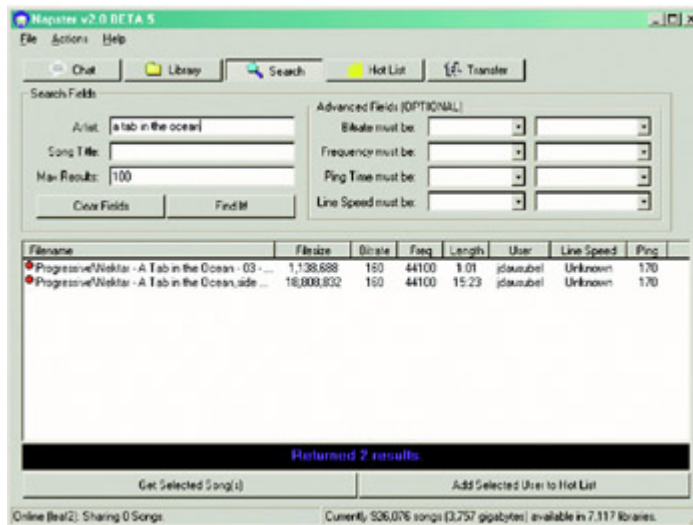 Napster v2.0 BETA 5
File Actions Help
Chat Library Search Hot List Transfer
Search Fields
Artist: a tab in the ocean
Song Title:
Max Results: 100
Clear Fields Find It!
Advanced Fields (OPTIONAL)
Bitrate must be:
Frequency must be:
Ping Time must be:
Line Speed must be:
Filename Filesize Bitrate Freq Length User Line Speed Ping
Progressive\Nektar - A Tab in the Ocean - 03 - ... 1,138,688 160 44100 1:01 jdausubel Unknown 170
Progressive\Nektar - A Tab in the Ocean,side ... 18,808,832 160 44100 15:23 jdausubel Unknown 170
Returned 2 results.
Get Selected Song(s) Add Selected User to Hot List
Online (leaf2): Sharing 0 Songs. Currently 936,076 songs (3,757 gigabytes) available in 7,117 libraries.